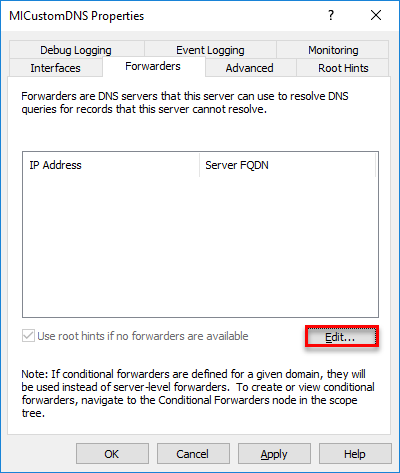 MICustomDNS Properties ? ×
Debug Logging Event Logging Monitoring
Interfaces Forwarders Advanced Root Hints
Forwarders are DNS servers that this server can use to resolve DNS
queries for records that this server cannot resolve.
IP Address Server FQDN
Use root hints if no forwarders are available Edit...
Note: If conditional forwarders are defined for a given domain, they will
be used instead of server-level forwarders. To create or view conditional
forwarders, navigate to the Conditional Forwarders node in the scope
tree.
OK Cancel Apply Help